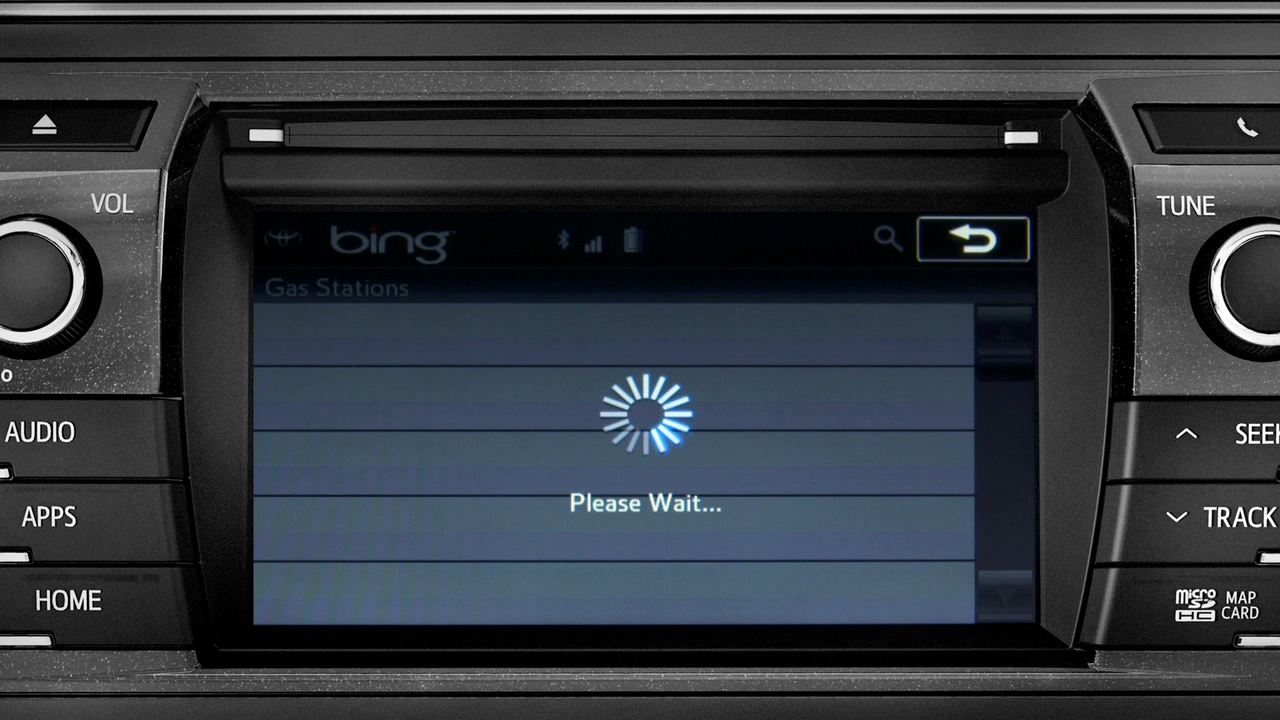 VOL
TUNE
bing
Gas Stations
o
AUDIO
SEEK
Please Wait...
APPS
TRACK
HOME
micro SD HC
MAP
CARD